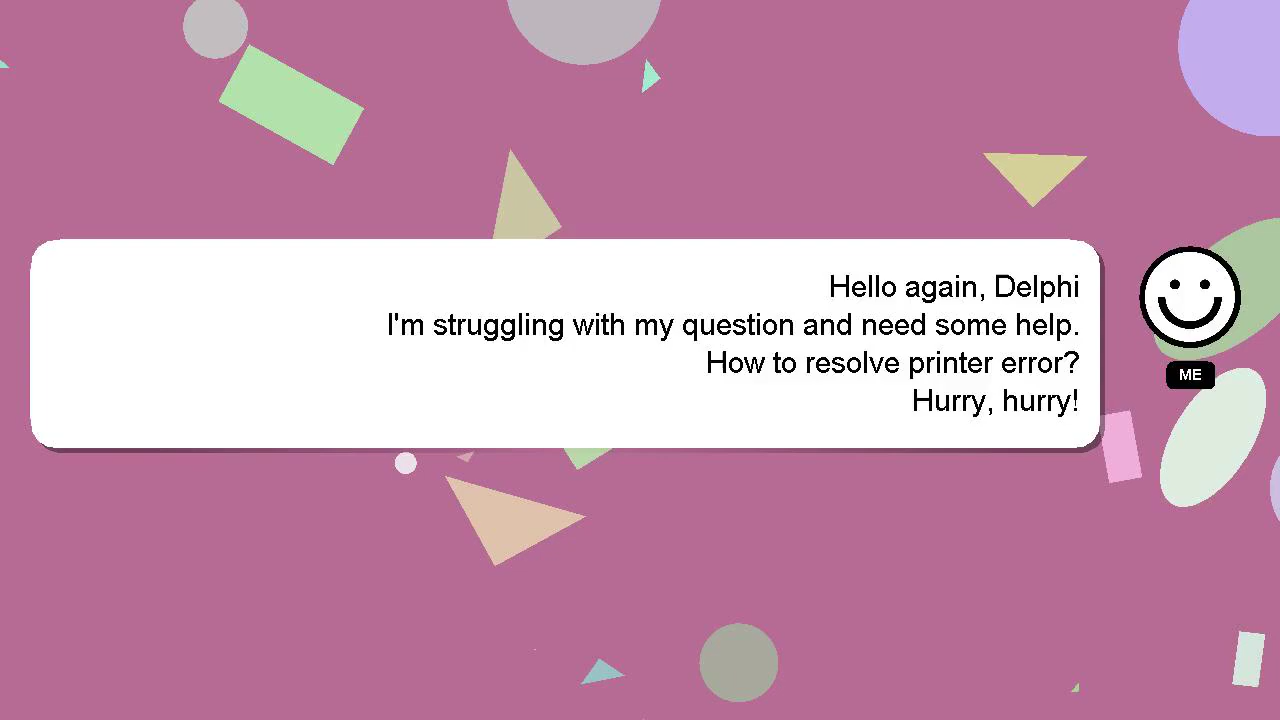 Hello again, Delphi
I'm struggling with my question and need some help.
How to resolve printer error?
Hurry, hurry!
ME